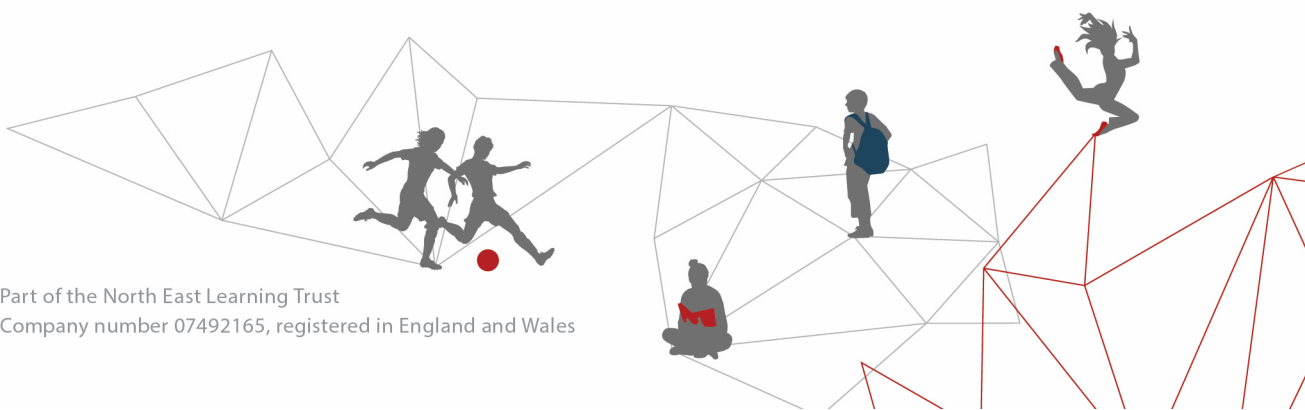 Part of the North East Learning Trust
Company number 07492165, registered in England and Wales